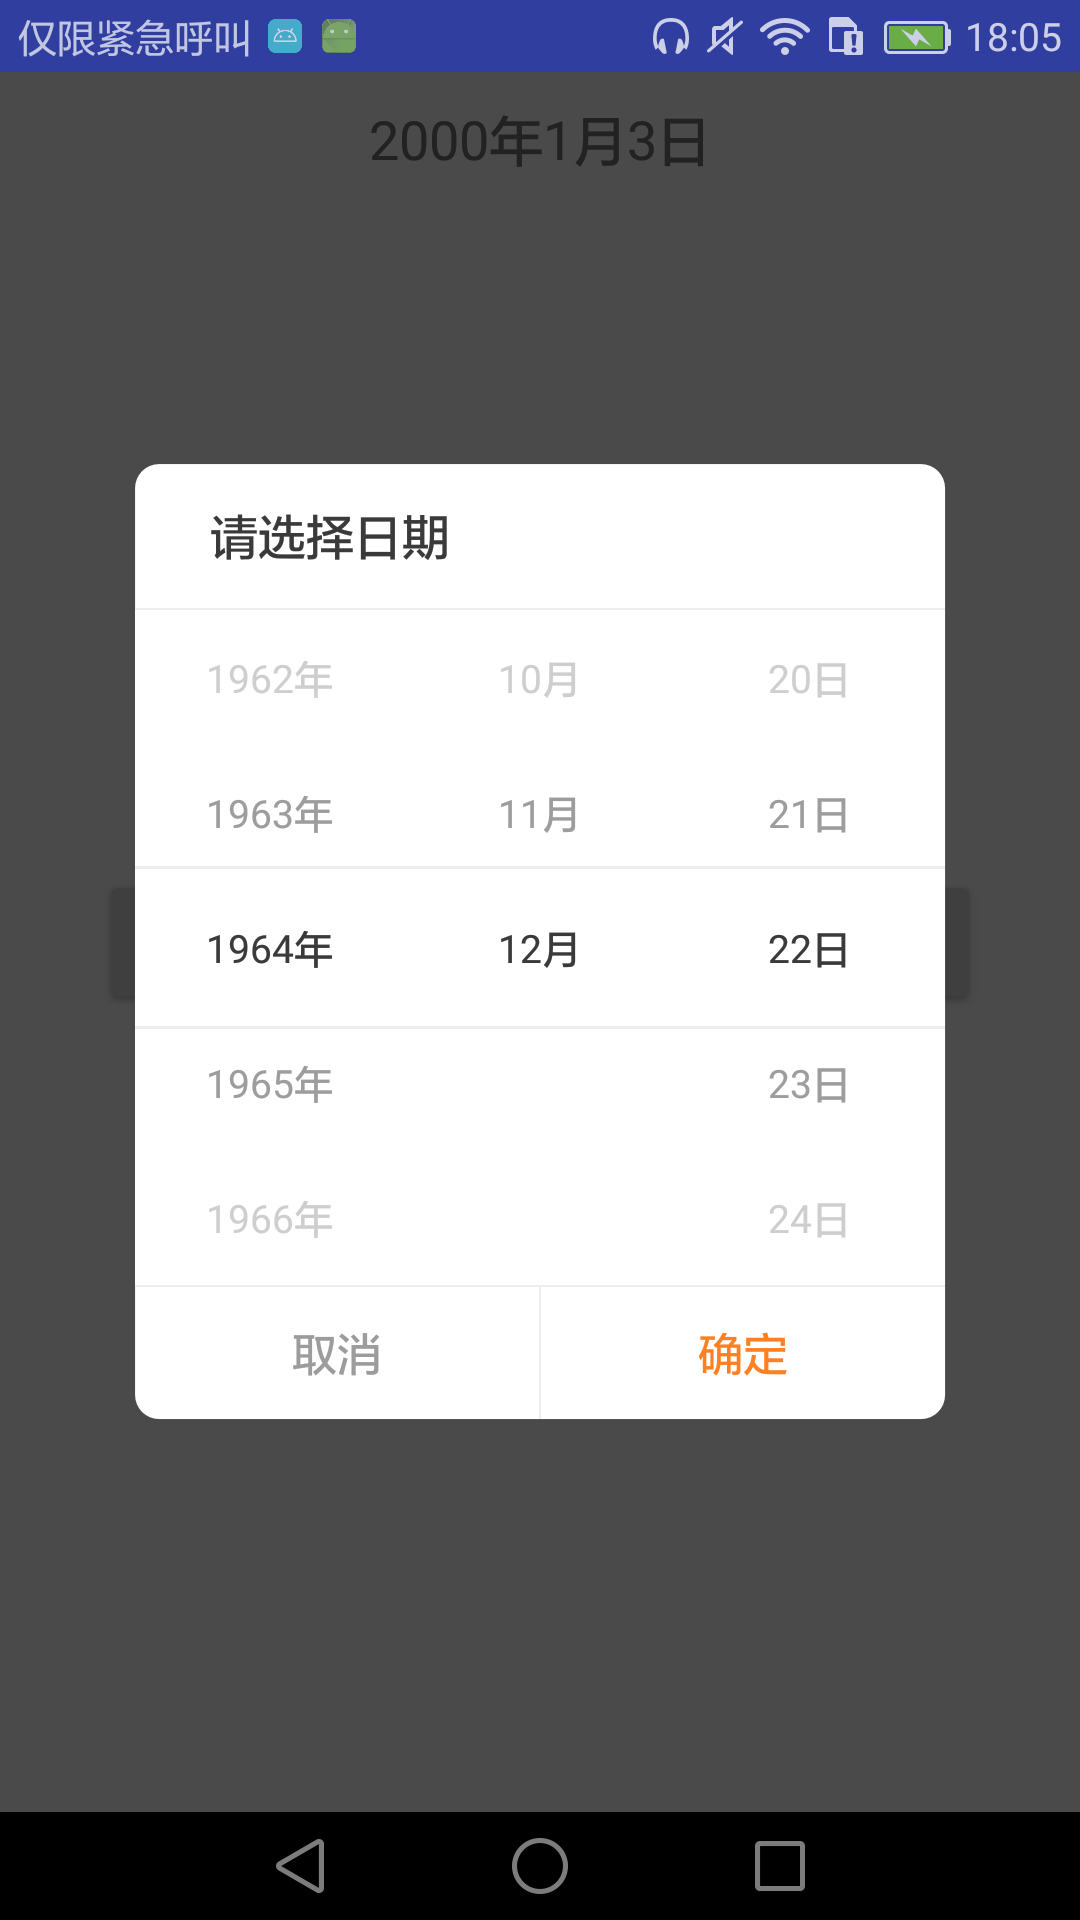 仅限紧急呼叫 18:05
2000年1月3日
请选择日期
1962年 10月 20日
1963年 11月 21日
1964年 12月 22日
1965年 23日
1966年 24日
取消 确定